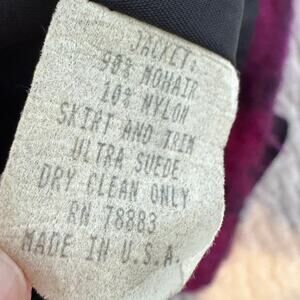 JACKET:
90% MOHAIR
10% NYLON
SKIRT AND TRIM
ULTRA SUEDE
DRY CLEAN ONLY
RN 78883
MADE IN U.S.A.